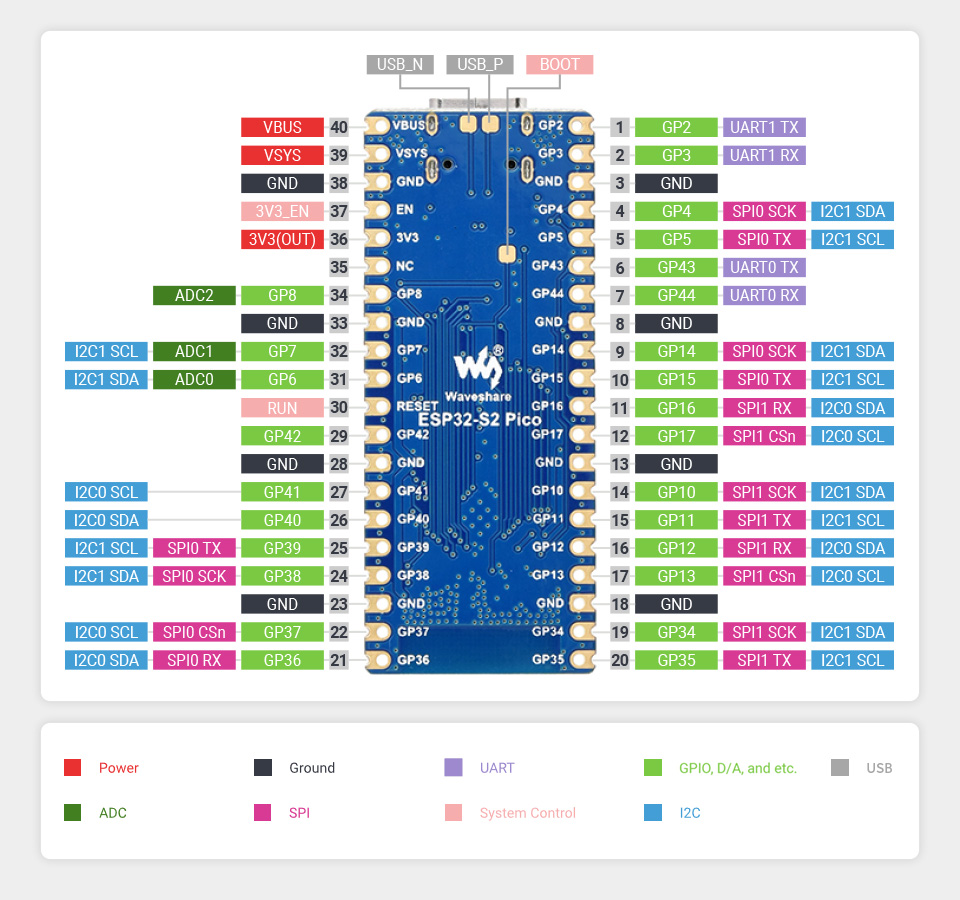 USB_N USB_P BOOT
VBUS 40 VBUS GP2 1 GP2 UART1 TX
VSYS 39 VSYS GP3 2 GP3 UART1 RX
GND 38 GND GND 3 GND
3V3_EN 37 EN GP4 4 GP4 SPI0 SCK I2C1 SDA
3V3(OUT) 36 3V3 GP5 5 GP5 SPI0 TX I2C1 SCL
35 NC GP43 6 GP43 UART0 TX
ADC2 GP8 34 GP8 GP44 7 GP44 UART0 RX
GND 33 GND GND 8 GND
I2C1 SCL ADC1 GP7 32 GP7 GP14 9 GP14 SPI0 SCK I2C1 SDA
I2C1 SDA ADC0 GP6 31 GP6 GP15 10 GP15 SPI0 TX I2C1 SCL
Waveshare ®
RUN 30 RESET GP16 11 GP16 SPI1 RX I2C0 SDA
ESP32-S2 Pico
GP42 29 GP42 GP17 12 GP17 SPI1 CSn I2C0 SCL
GND 28 GND GND 13 GND
I2C0 SCL GP41 27 GP41 GP10 14 GP10 SPI1 SCK I2C1 SDA
I2C0 SDA GP40 26 GP40 GP11 15 GP11 SPI1 TX I2C1 SCL
I2C1 SCL SPI0 TX GP39 25 GP39 GP12 16 GP12 SPI1 RX I2C0 SDA
I2C1 SDA SPI0 SCK GP38 24 GP38 GP13 17 GP13 SPI1 CSn I2C0 SCL
GND 23 GND GND 18 GND
I2C0 SCL SPI0 CSn GP37 22 GP37 GP34 19 GP34 SPI1 SCK I2C1 SDA
I2C0 SDA SPI0 RX GP36 21 GP36 GP35 20 GP35 SPI1 TX I2C1 SCL
Power Ground UART GPIO, D/A, and etc. USB
ADC SPI System Control I2C